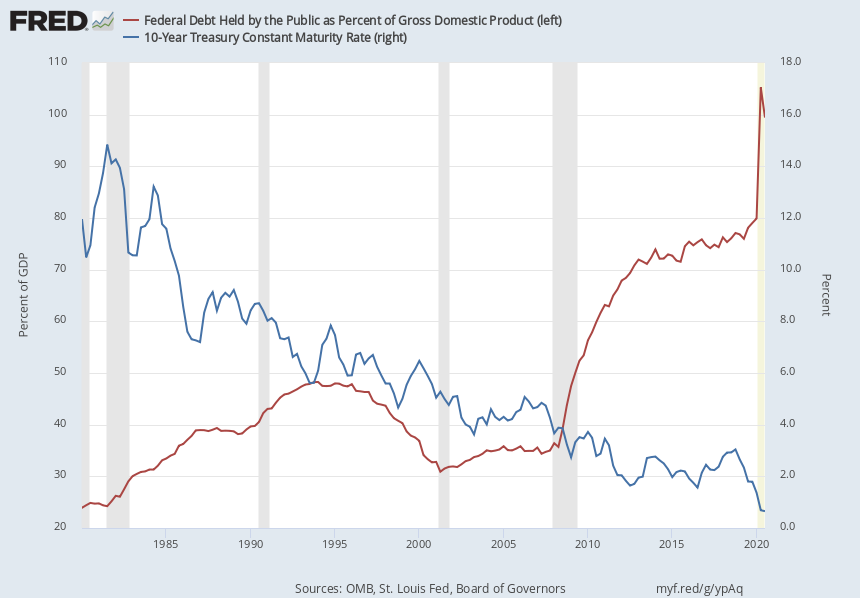 FRED
Federal Debt Held by the Public as Percent of Gross Domestic Product (left)
10-Year Treasury Constant Maturity Rate (right)
110 18.0
100 16.0
90 14.0
80 12.0
70 10.0
60 8.0
50 6.0
40 4.0
30 2.0
20 0.0
Percent of GDP
Percent
1985 1990 1995 2000 2005 2010 2015 2020
Sources: OMB, St. Louis Fed, Board of Governors myf.red/g/ypAq